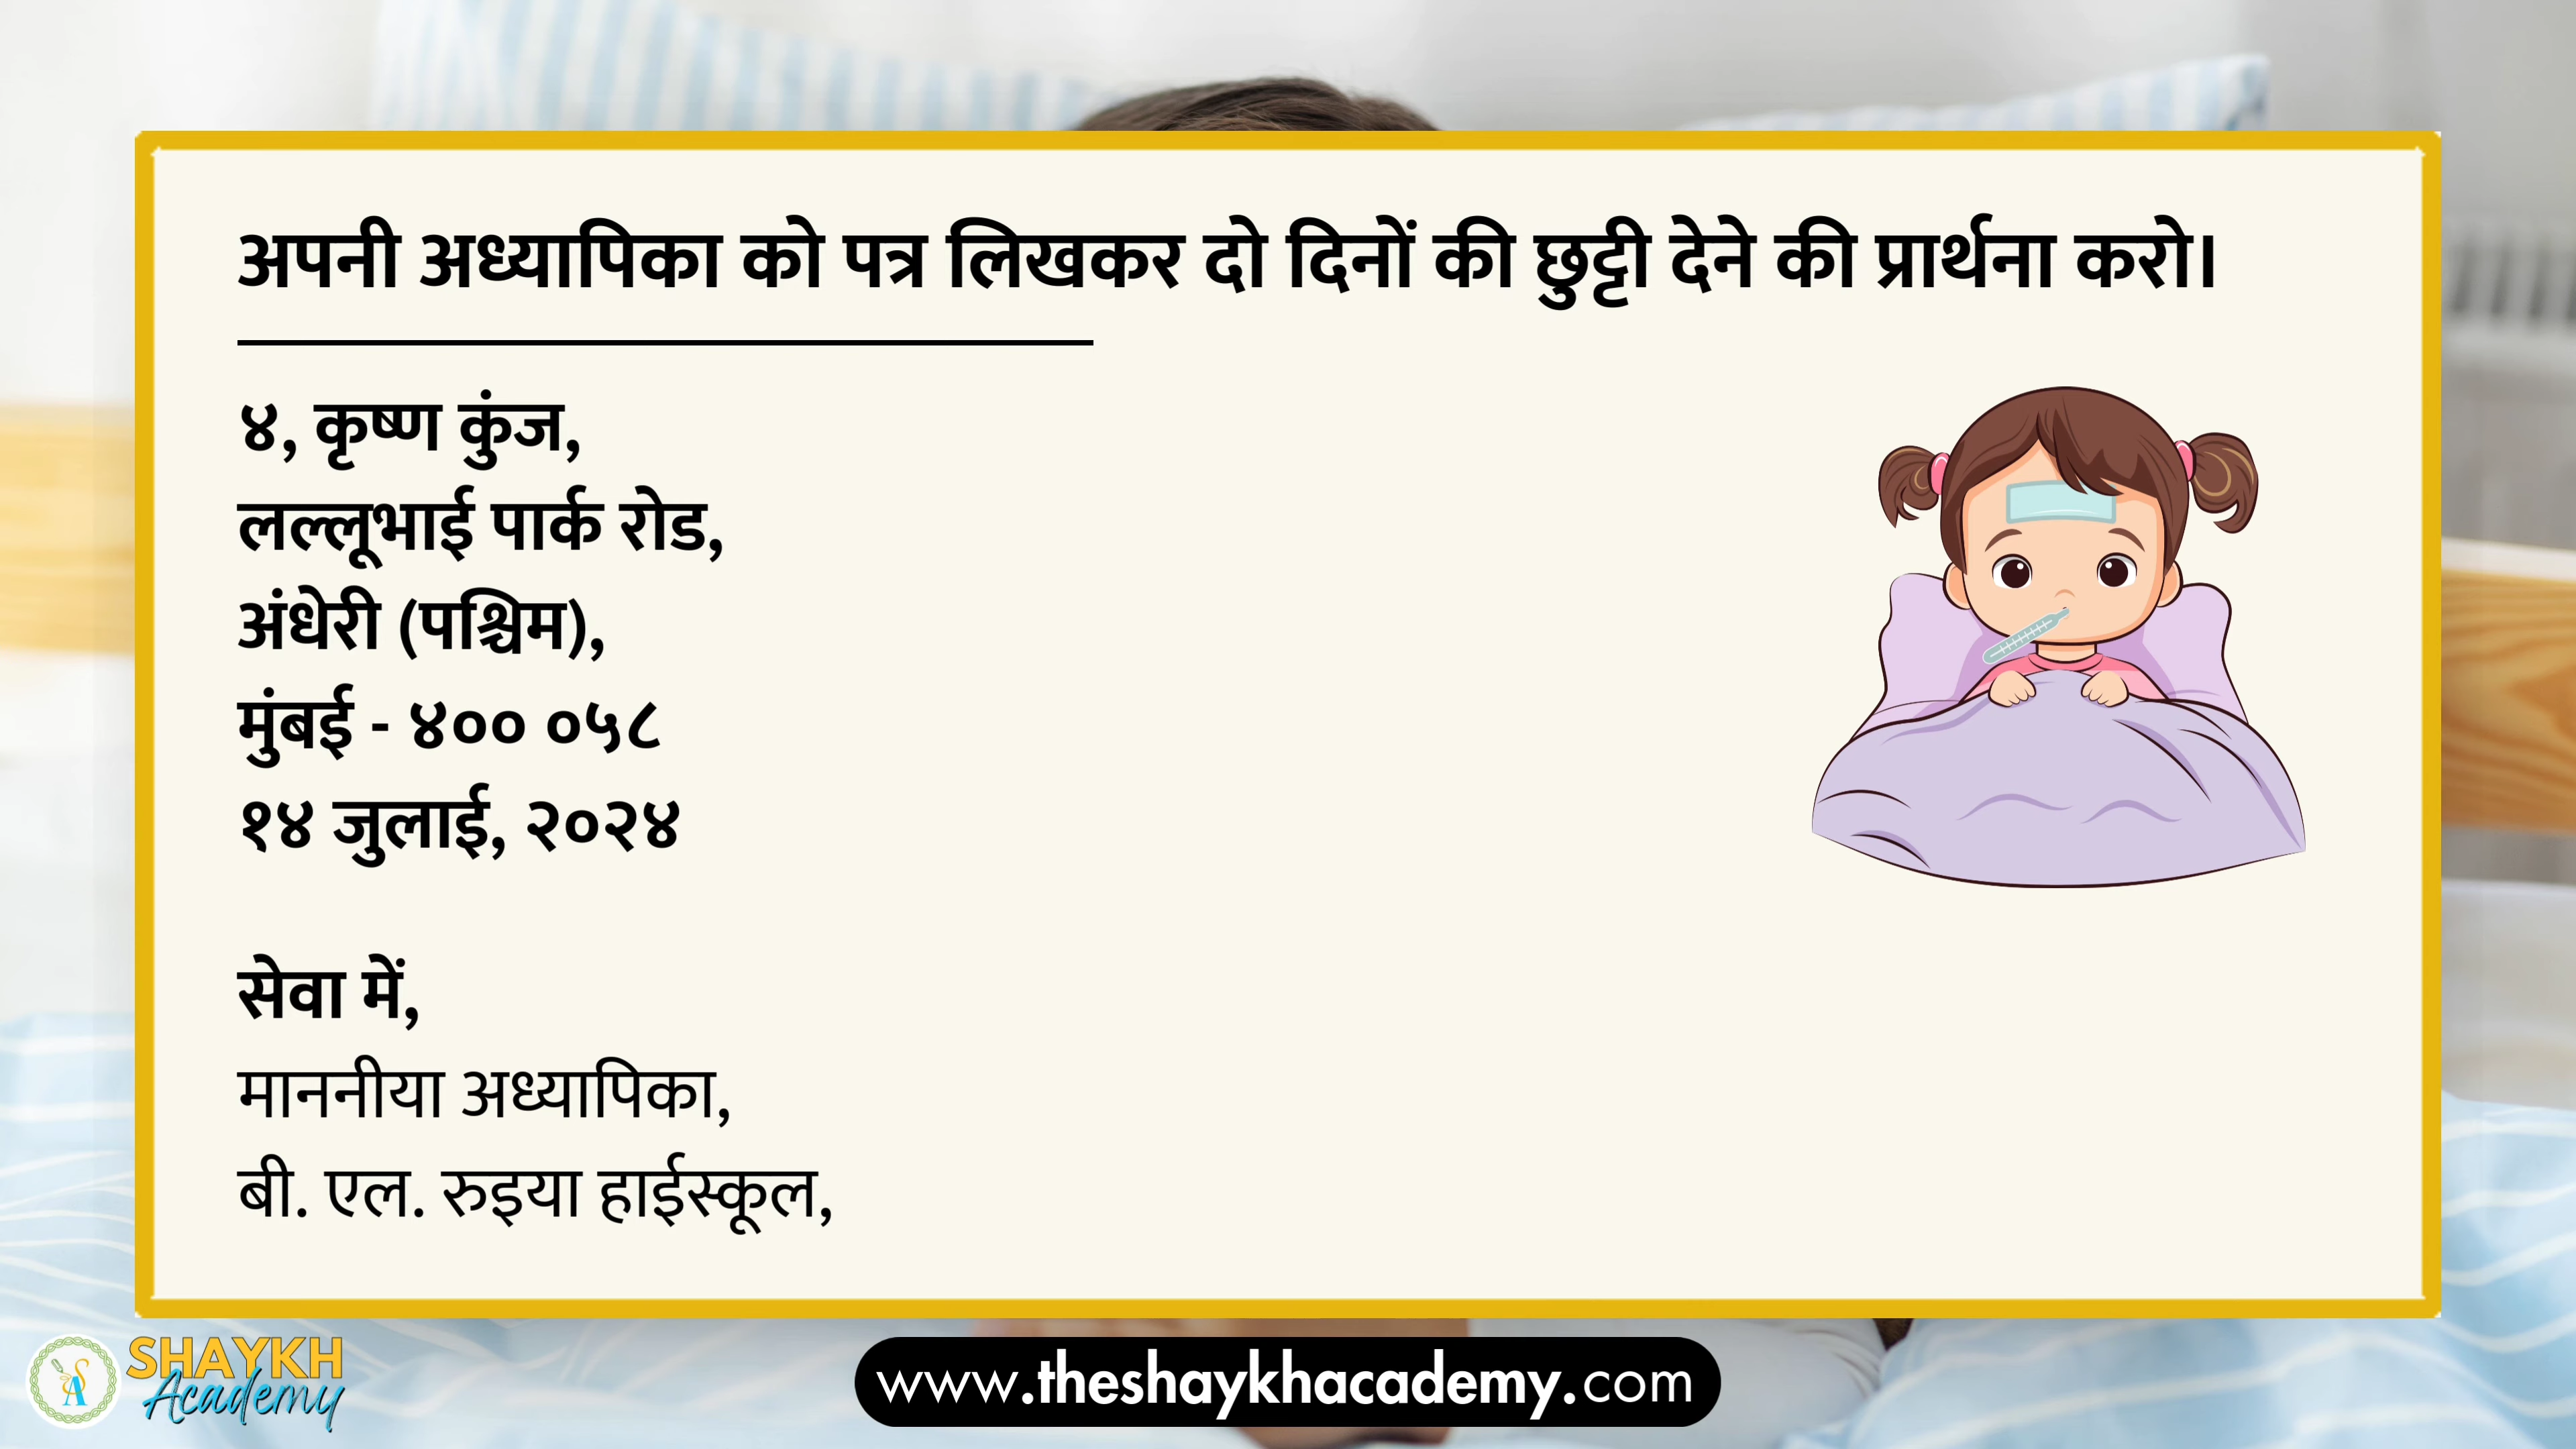 अपनी अध्यापिका को पत्र लिखकर दो दिनों की छुट्टी देने की प्रार्थना करो।
४, कृष्ण कुंज,
लल्लूभाई पार्क रोड,
अंधेरी (पश्चिम),
मुंबई - ४०० ०५८
१४ जुलाई, २०२४
सेवा में,
माननीया अध्यापिका,
बी. एल. रुइया हाईस्कूल,
SHAYKH
Academy
www.theshaykhacademy.com